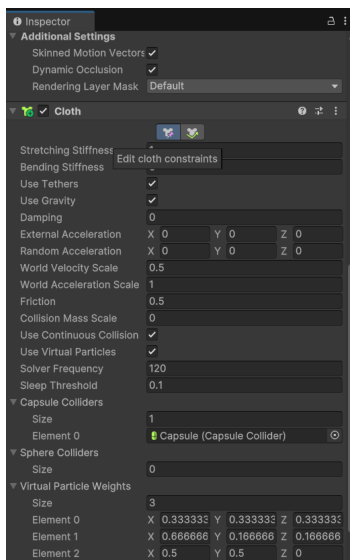 Inspector
Additional Settings
Skinned Motion Vectors
Dynamic Occlusion
Rendering Layer Mask Default
Cloth
Stretching Stiffness
Edit cloth constraints
Bending Stiffness
Use Tethers
Use Gravity
Damping 0
External Acceleration X 0 Y 0 Z 0
Random Acceleration X 0 Y 0 Z 0
World Velocity Scale 0.5
World Acceleration Scale 1
Friction 0.5
Collision Mass Scale 0
Use Continuous Collision
Use Virtual Particles
Solver Frequency 120
Sleep Threshold 0.1
Capsule Colliders
Size 1
Element 0 Capsule (Capsule Collider)
Sphere Colliders
Size 0
Virtual Particle Weights
Size 3
Element 0 X 0.333333 Y 0.333333 Z 0.333333
Element 1 X 0.666666 Y 0.166666 Z 0.166666
Element 2 X 0.5 Y 0.5 Z 0